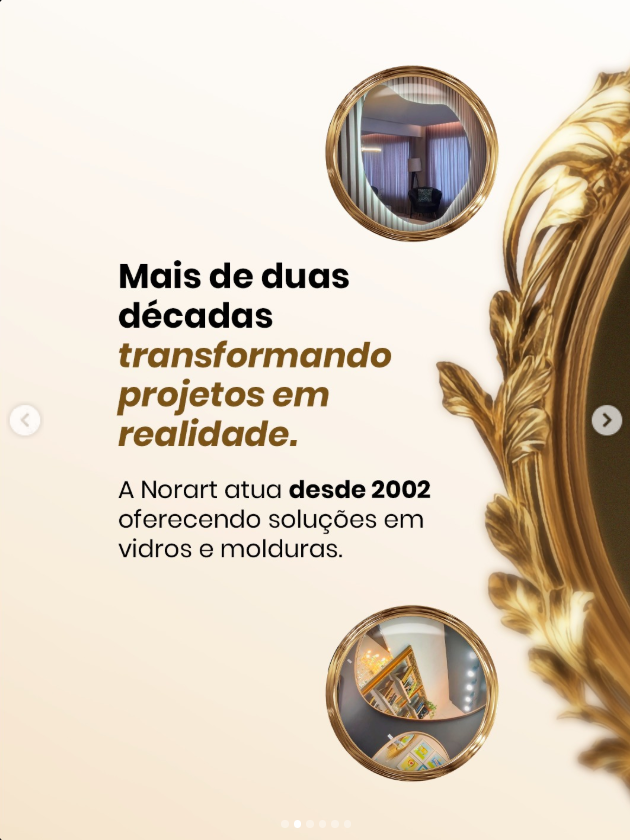 Mais de duas
décadas
transformando
projetos em
realidade.
A Norart atua desde 2002
oferecendo soluções em
vidros e molduras.